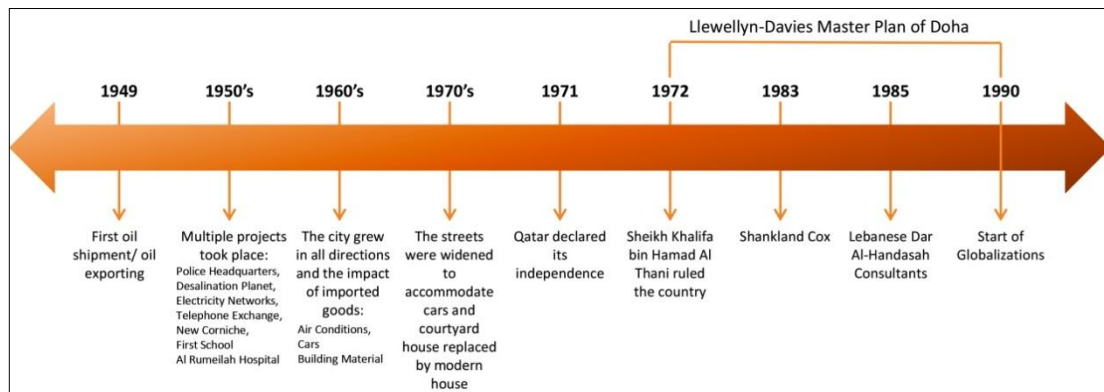 Llewellyn-Davies Master Plan of Doha
1949
1950's
1960's
1970's
1971
1972
1983
1985
1990
First oil
shipment/ oil
exporting
Multiple projects
took place:
Police Headquarters,
Desalination Planet,
Electricity Networks,
Telephone Exchange,
New Corniche,
First School
Al Rumeilah Hospital
The city grew
in all directions
and the impact
of imported
goods:
Air Conditions,
Cars
Building Material
The streets
were widened
to
accommodate
cars and
courtyard
house replaced
by modern
house
Qatar declared
its
independence
Sheikh Khalifa
bin Hamad Al
Thani ruled
the country
Shankland Cox
Lebanese Dar
Al-Handasah
Consultants
Start of
Globalizations